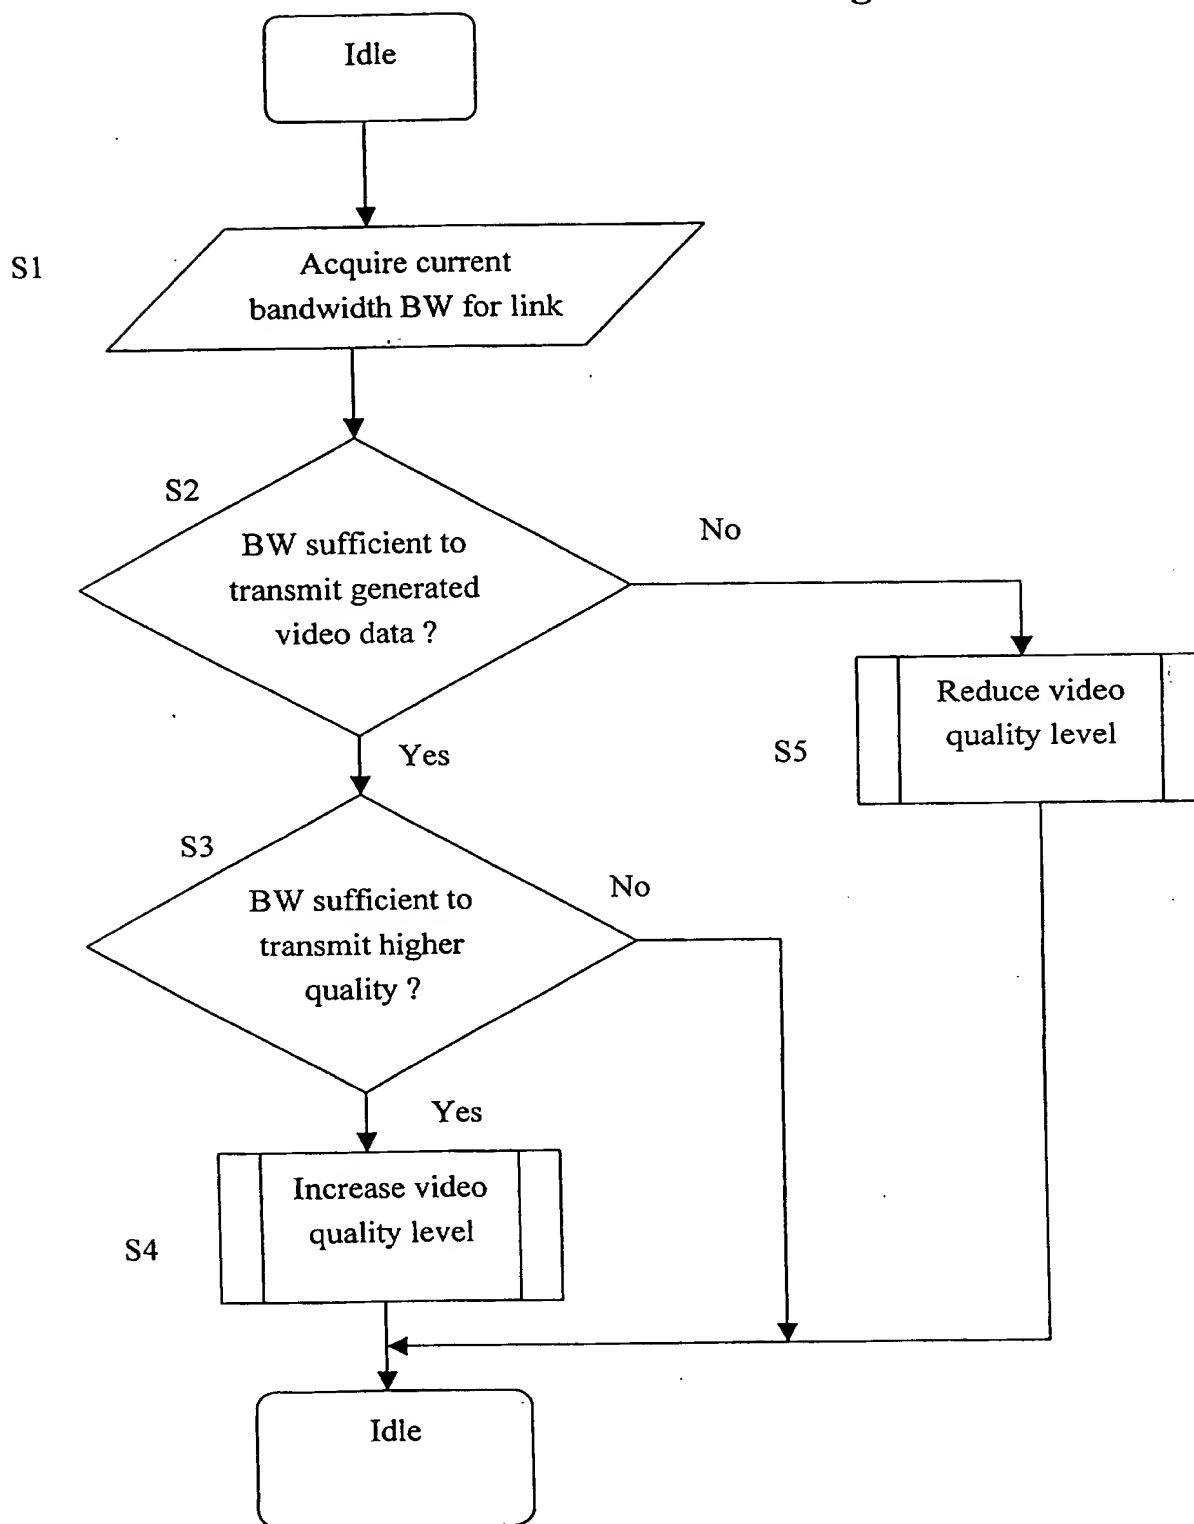 Idle
S1
Acquire current
bandwidth BW for link
S2
BW sufficient to
transmit generated
video data ?
No
Yes
Reduce video
quality level
S5
S3
BW sufficient to
transmit higher
quality ?
No
Yes
Increase video
quality level
S4
Idle